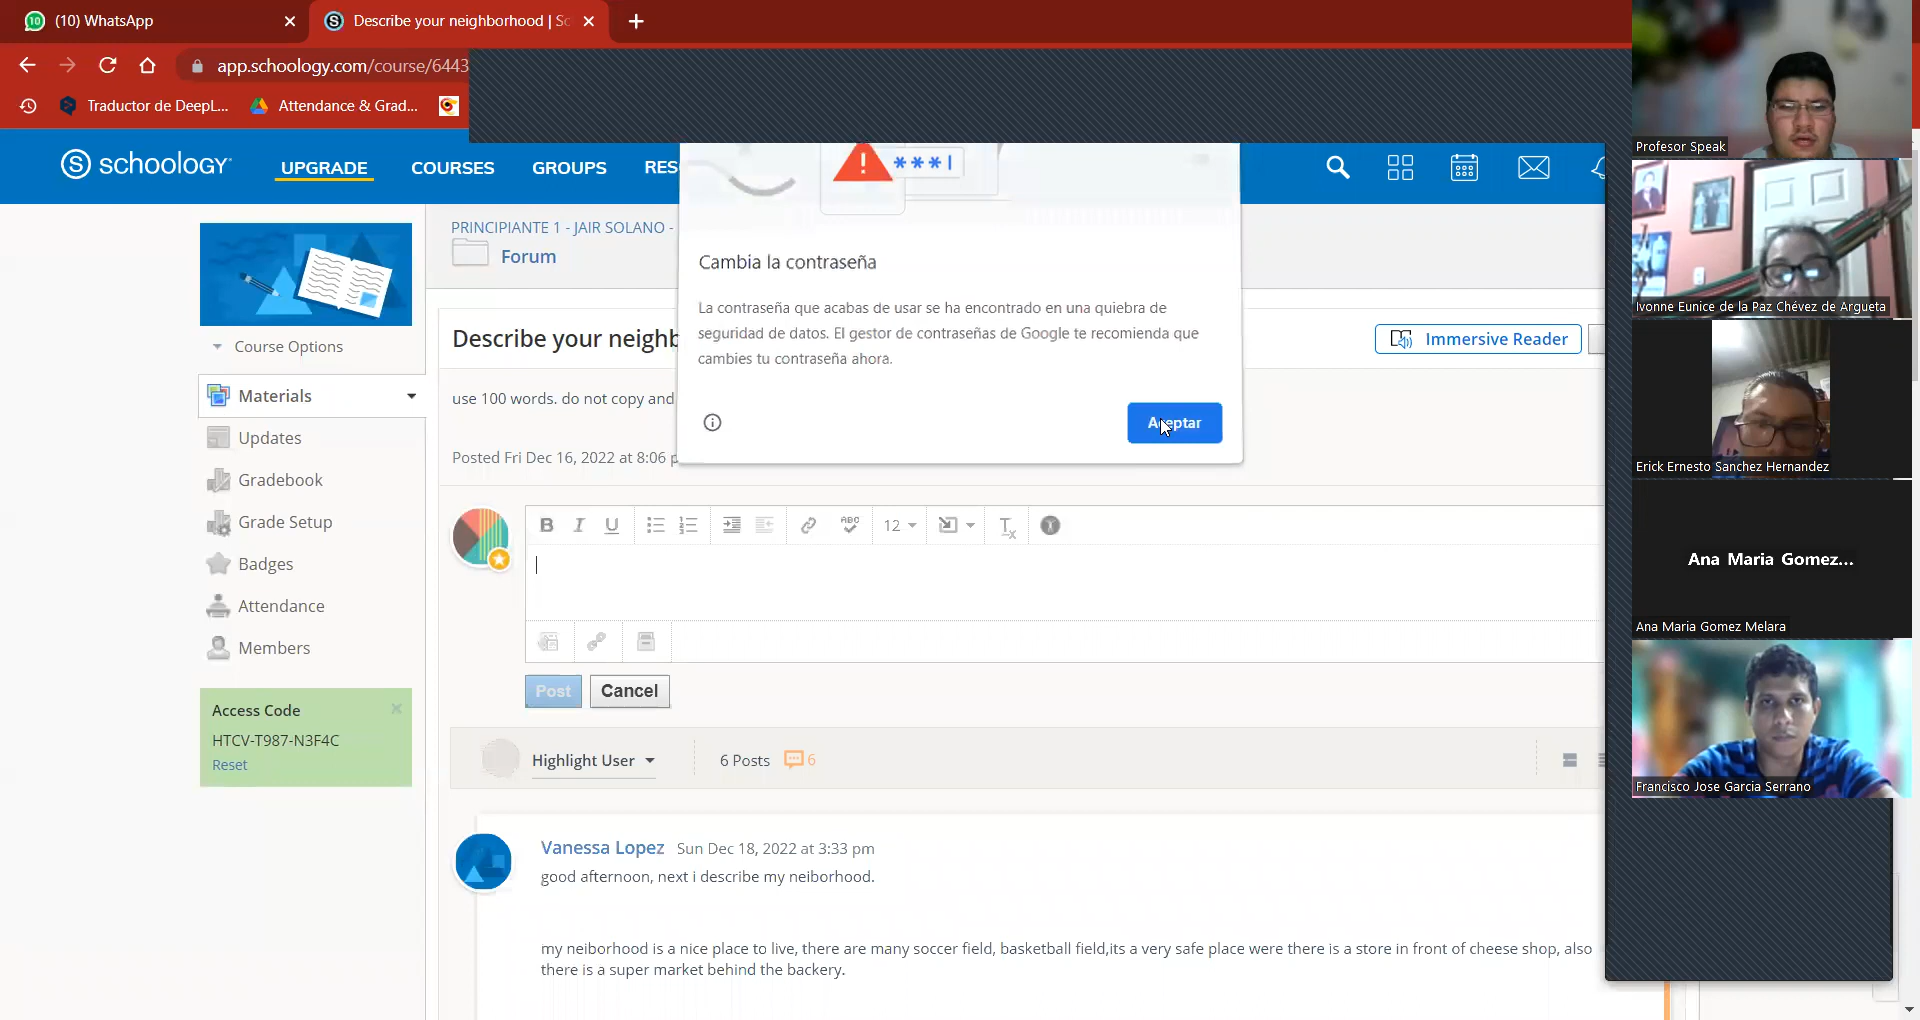 (10) WhatsApp
Describe your neighborhood | Sc
app.schoology.com/course/6443
Traductor de DeepL...
Attendance & Grad...
schoology
UPGRADE
COURSES
GROUPS
RES
***
PRINCIPIANTE 1 - JAIR SOLANO -
Forum
Course Options
Materials
Updates
Gradebook
Grade Setup
Badges
Attendance
Members
Access Code
HTCV-T987-N3F4C
Reset
Cambia la contraseña
La contraseña que acabas de usar se ha encontrado en una quiebra de
seguridad de datos. El gestor de contraseñas de Google te recomienda que
cambies tu contraseña ahora.
Aceptar
Describe your neighb
Immersive Reader
use 100 words. do not copy and
Posted Fri Dec 16, 2022 at 8:06 p
B I U
ABC
12
Post
Cancel
Highlight User
6 Posts
6
Vanessa Lopez Sun Dec 18, 2022 at 3:33 pm
good afternoon, next i describe my neiborhood.
my neiborhood is a nice place to live, there are many soccer field, basketball field,its a very safe place were there is a store in front of cheese shop, also
there is a super market behind the backery.
Profesor Speak
Ivonne Eunice de la Paz Chévez de Argueta
Erick Ernesto Sanchez Hernandez
Ana Maria Gomez...
Ana Maria Gomez Melara
Francisco Jose Garcia Serrano